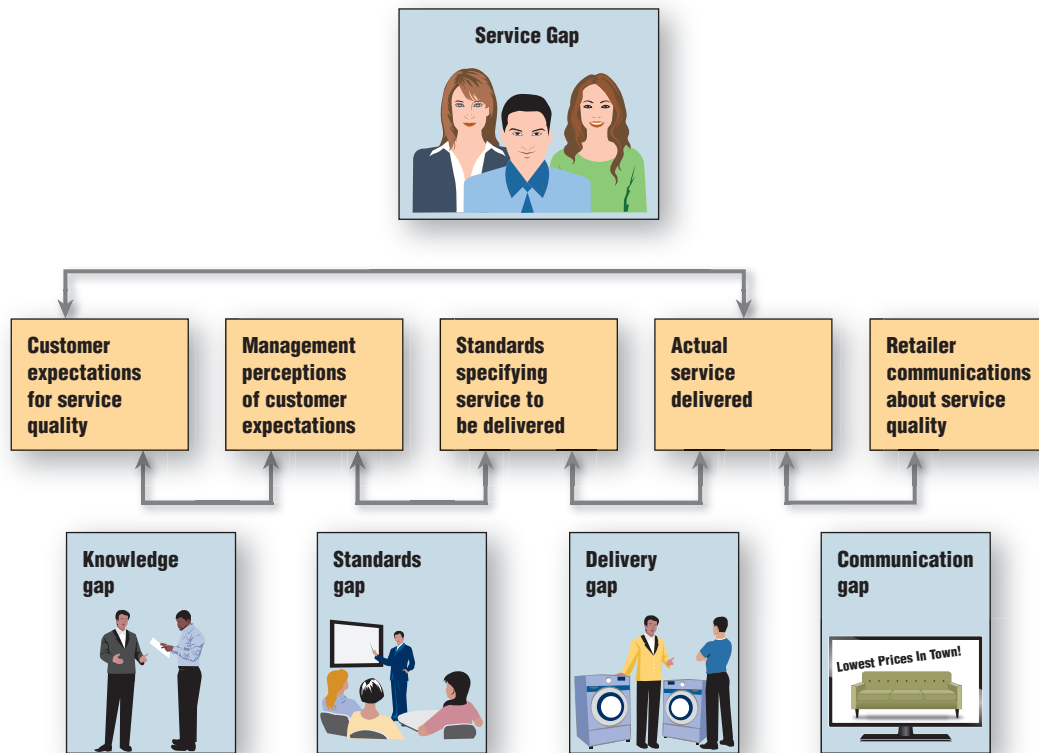 Service Gap
Customer
expectations
for service
quality
Management
perceptions
of customer
expectations
Standards
specifying
service to
be delivered
Actual
service
delivered
Retailer
communications
about service
quality
Knowledge
gap
Standards
gap
Delivery
gap
Communication
gap
Lowest Prices In Town!